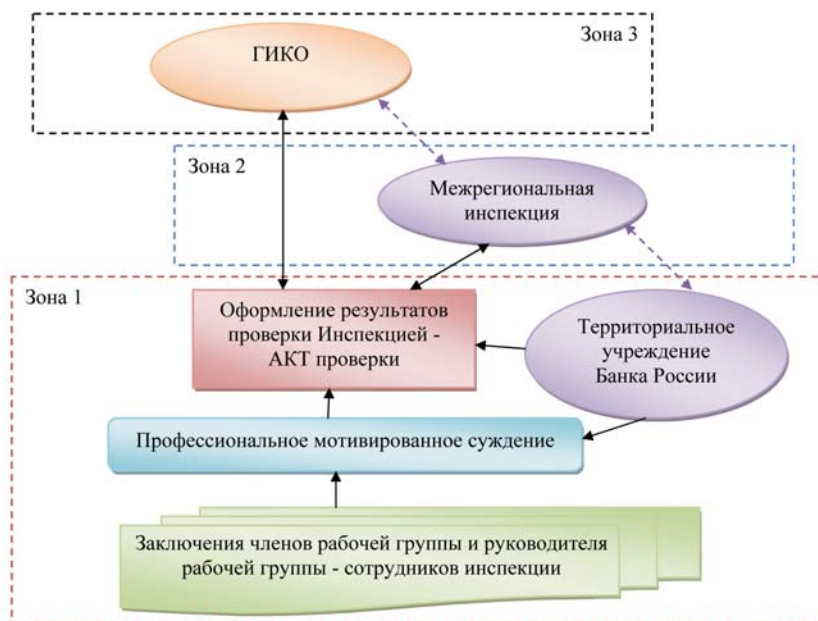 Зона 3
ГИКО
Зона 2
Межрегиональная
инспекция
Зона 1
Оформление результатов
проверки Инспекцией -
АКТ проверки
Территориальное
учреждение
Банка России
Профессиональное мотивированное суждение
Заключения членов рабочей группы и руководителя
рабочей группы - сотрудников инспекции